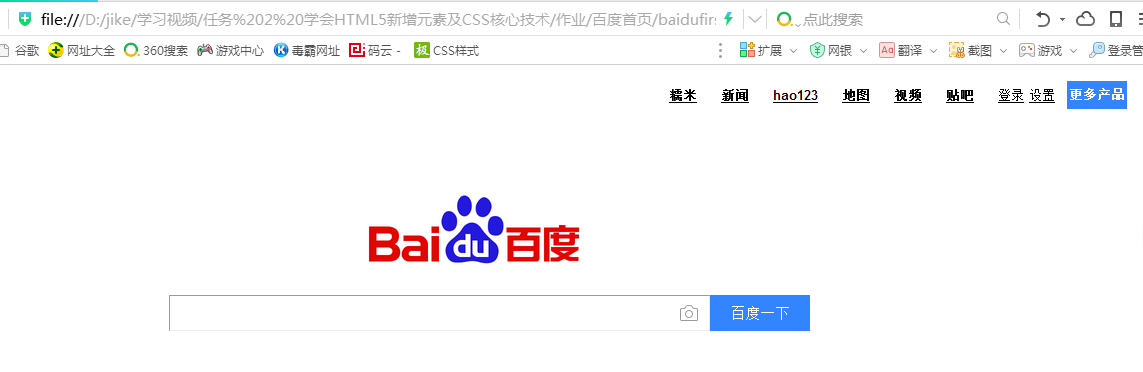 file:///D:/jike/学习视频/任务%202%20学会HTML5新增元素及CSS核心技术/作业/百度首页/baidufirs 点此搜索
谷歌 网址大全 360搜索 游戏中心 毒霸网址 码云 - 极 CSS样式 扩展 网银 Aa 翻译 截图 游戏 登录管
糯米 新闻 hao123 地图 视频 贴吧 登录 设置 更多产品
Bai du 百度
百度一下